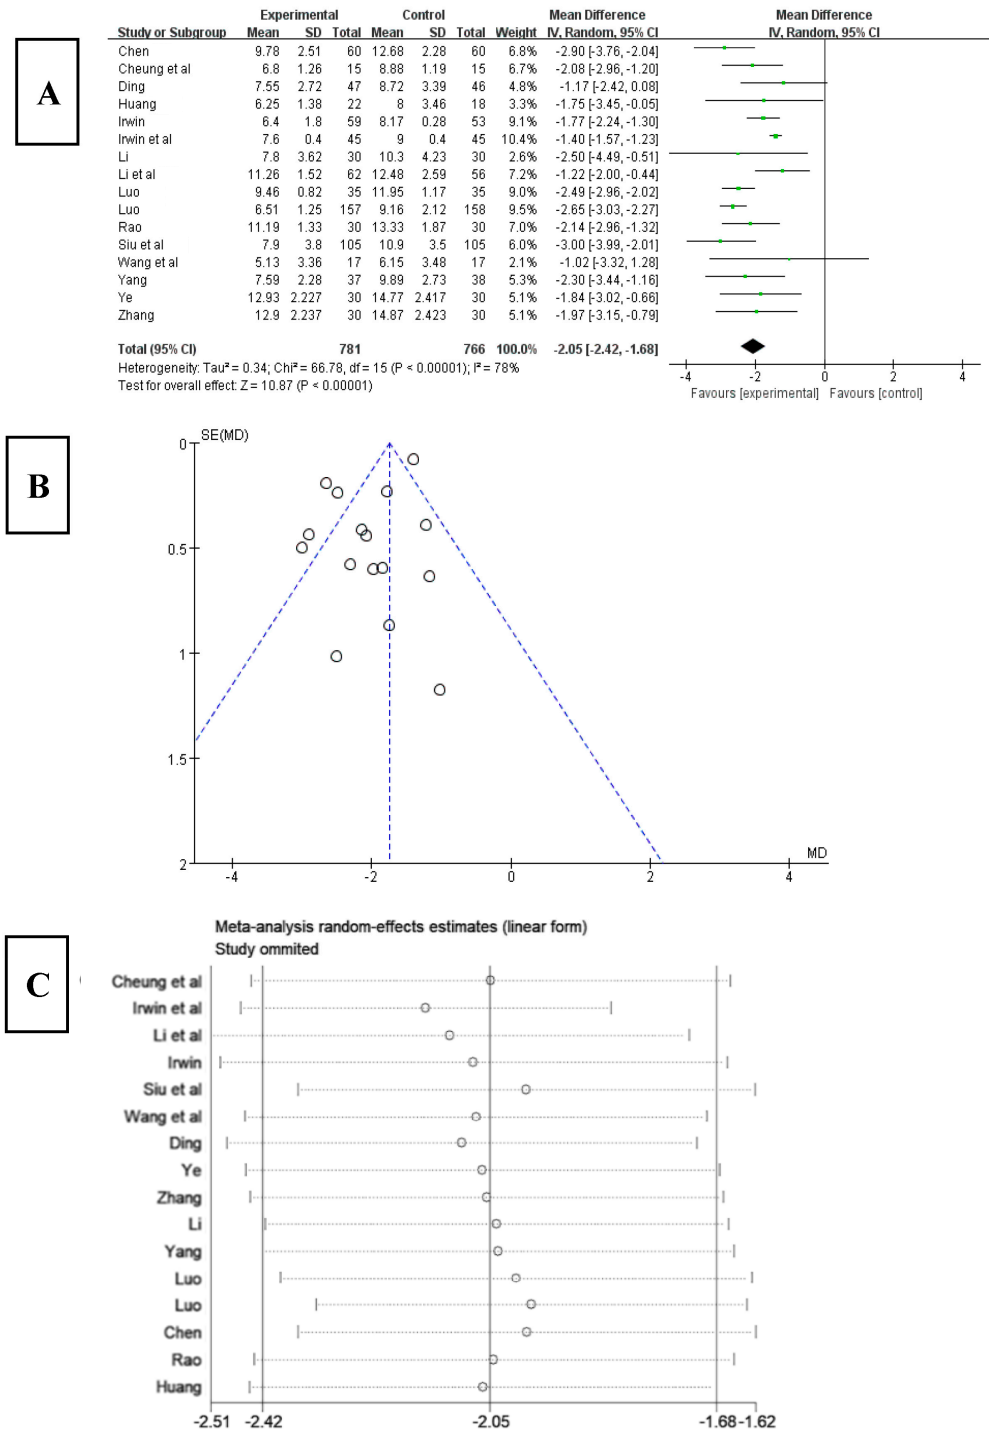 A
Experimental Control Mean Difference Mean Difference
Study or Subgroup Mean SD Total Mean SD Total Weight IV, Random, 95% CI IV, Random, 95% CI
Chen 9.78 2.51 60 12.68 2.28 60 6.8% -2.90 [-3.76, -2.04]
Cheung et al 6.8 1.26 15 8.88 1.19 15 6.7% -2.08 [-2.96, -1.20]
Ding 7.55 2.72 47 8.72 3.39 46 4.8% -1.17 [-2.42, 0.08]
Huang 6.25 1.38 22 8 3.46 18 3.3% -1.75 [-3.45, -0.05]
Irwin 6.4 1.8 59 8.17 0.28 53 9.1% -1.77 [-2.24, -1.30]
Irwin et al 7.6 0.4 45 9 0.4 45 10.4% -1.40 [-1.57, -1.23]
Li 7.8 3.62 30 10.3 4.23 30 2.6% -2.50 [-4.49, -0.51]
Li et al 11.26 1.52 62 12.48 2.59 56 7.2% -1.22 [-2.00, -0.44]
Luo 9.46 0.82 35 11.95 1.17 35 9.0% -2.49 [-2.96, -2.02]
Luo 6.51 1.25 157 9.16 2.12 158 9.5% -2.65 [-3.03, -2.27]
Rao 11.19 1.33 30 13.33 1.87 30 7.0% -2.14 [-2.96, -1.32]
Siu et al 7.9 3.8 105 10.9 3.5 105 6.0% -3.00 [-3.99, -2.01]
Wang et al 5.13 3.36 17 6.15 3.48 17 2.1% -1.02 [-3.32, 1.28]
Yang 7.59 2.28 37 9.89 2.73 38 5.3% -2.30 [-3.44, -1.16]
Ye 12.93 2.227 30 14.77 2.417 30 5.1% -1.84 [-3.02, -0.66]
Zhang 12.9 2.237 30 14.87 2.423 30 5.1% -1.97 [-3.15, -0.79]
Total (95% CI) 781 766 100.0% -2.05 [-2.42, -1.68]
Heterogeneity: Tau² = 0.34; Chi² = 66.78, df = 15 (P < 0.00001); I² = 78%
Test for overall effect: Z = 10.87 (P < 0.00001)
-4 -2 0 2 4
Favours [experimental] Favours [control]
B
SE(MD)
0
0.5
1
1.5
2
MD
-4 -2 0 2 4
C
Meta-analysis random-effects estimates (linear form)
Study ommited
Cheung et al
Irwin et al
Li et al
Irwin
Siu et al
Wang et al
Ding
Ye
Zhang
Li
Yang
Luo
Luo
Chen
Rao
Huang
-2.51 -2.42 -2.05 -1.68 -1.62